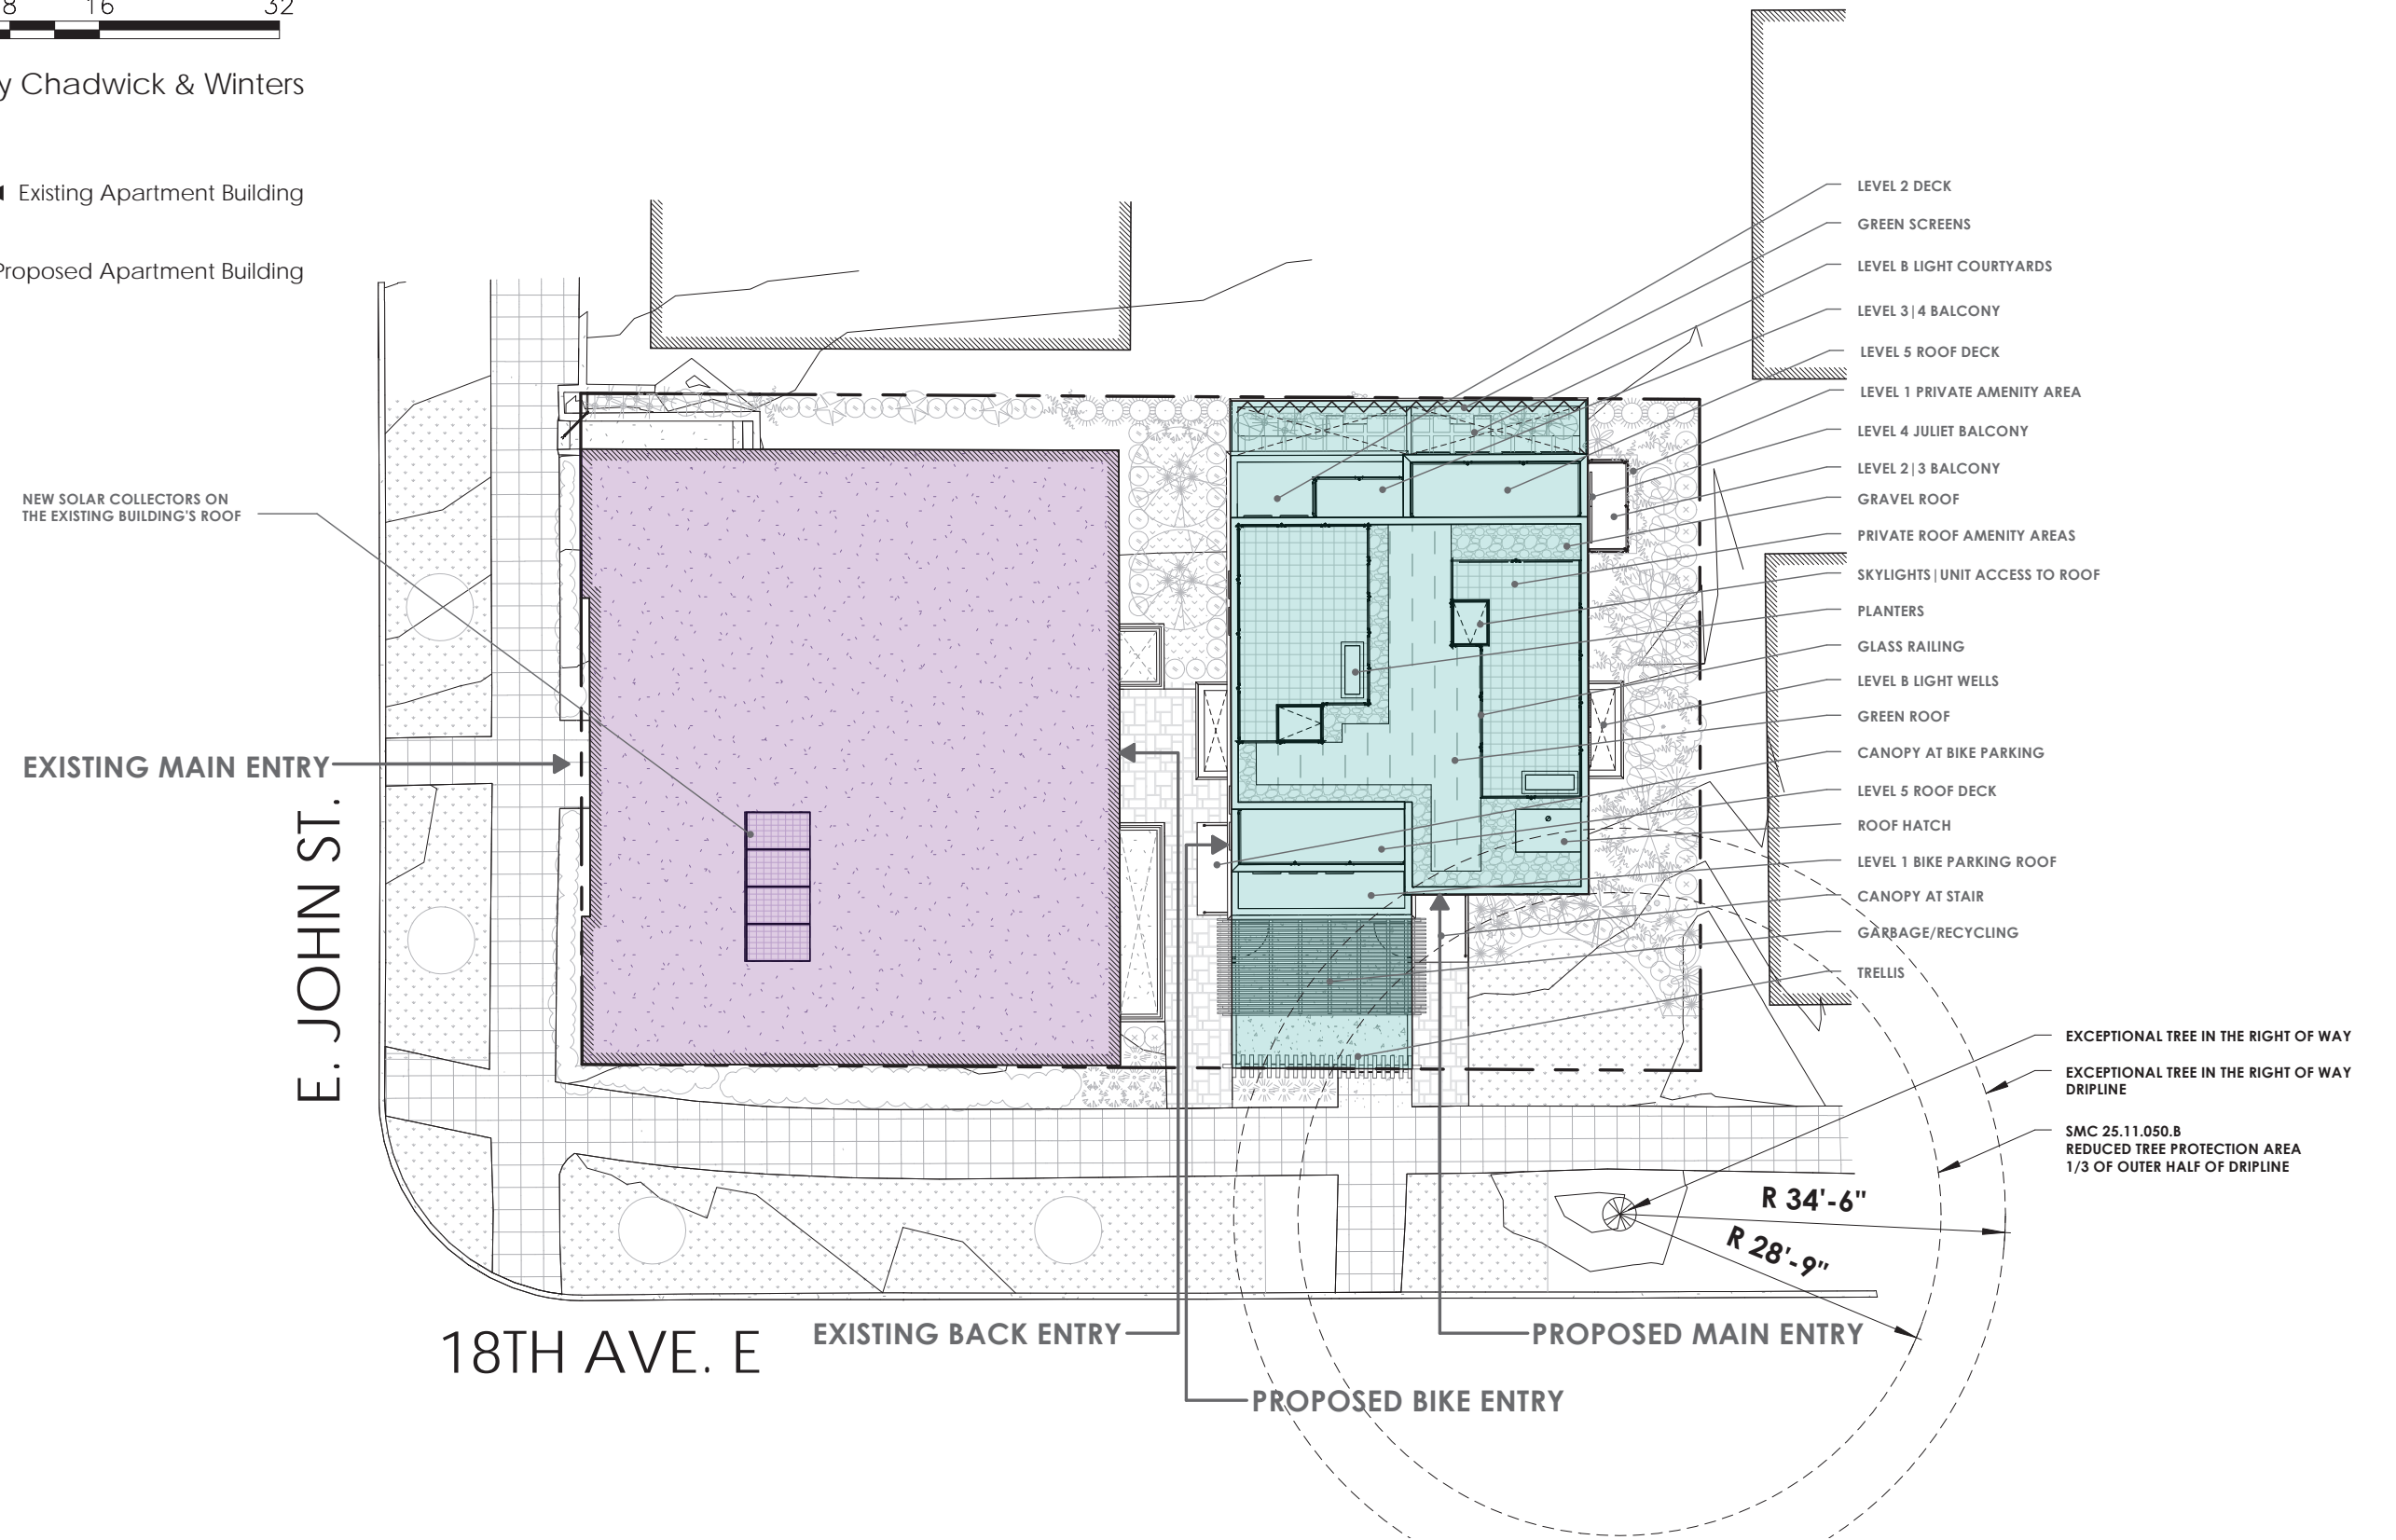 8 16 32
y Chadwick & Winters
Existing Apartment Building
Proposed Apartment Building
NEW SOLAR COLLECTORS ON
THE EXISTING BUILDING'S ROOF
EXISTING MAIN ENTRY
E. JOHN ST.
LEVEL 2 DECK
GREEN SCREENS
LEVEL B LIGHT COURTYARDS
LEVEL 3|4 BALCONY
LEVEL 5 ROOF DECK
LEVEL 1 PRIVATE AMENITY AREA
LEVEL 4 JULIET BALCONY
LEVEL 2|3 BALCONY
GRAVEL ROOF
PRIVATE ROOF AMENITY AREAS
SKYLIGHTS|UNIT ACCESS TO ROOF
PLANTERS
GLASS RAILING
LEVEL B LIGHT WELLS
GREEN ROOF
CANOPY AT BIKE PARKING
LEVEL 5 ROOF DECK
ROOF HATCH
LEVEL 1 BIKE PARKING ROOF
CANOPY AT STAIR
GARBAGE/RECYCLING
TRELLIS
EXCEPTIONAL TREE IN THE RIGHT OF WAY
EXCEPTIONAL TREE IN THE RIGHT OF WAY
DRIPLINE
SMC 25.11.050.B
REDUCED TREE PROTECTION AREA
1/3 OF OUTER HALF OF DRIPLINE
R 34'-6"
R 28'-9"
18TH AVE. E
EXISTING BACK ENTRY
PROPOSED MAIN ENTRY
PROPOSED BIKE ENTRY